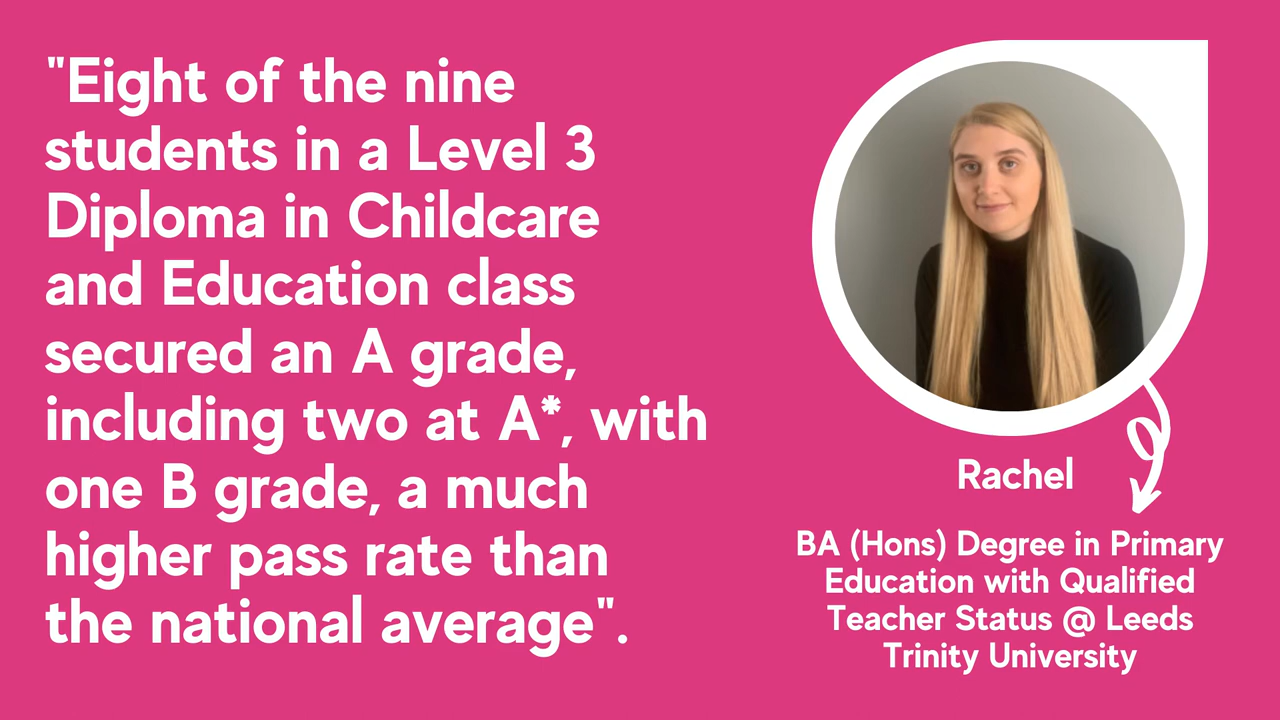 "Eight of the nine
students in a Level 3
Diploma in Childcare
and Education class
secured an A grade,
including two at A*, with
one B grade, a much
higher pass rate than
the national average".
Rachel
BA (Hons) Degree in Primary
Education with Qualified
Teacher Status @ Leeds
Trinity University